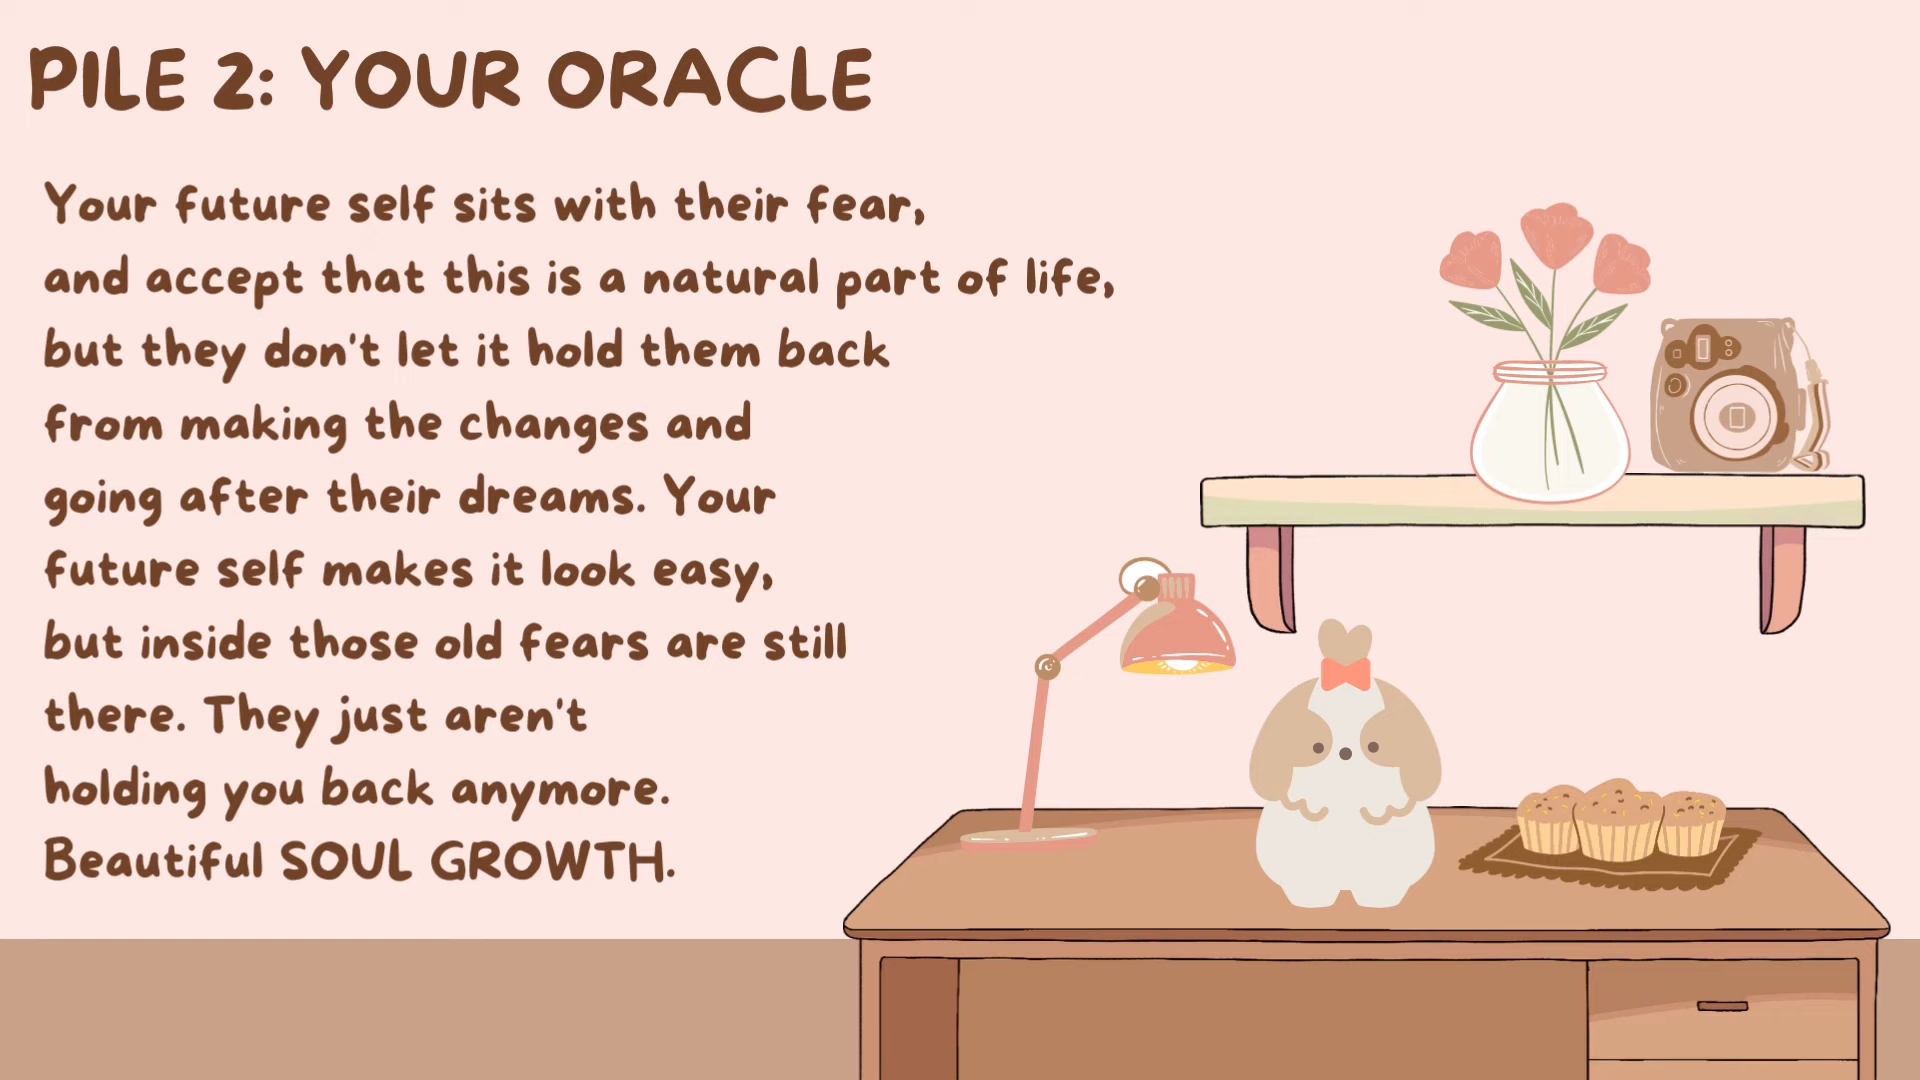 PILE 2: YOUR ORACLE
Your future self sits with their fear,
and accept that this is a natural part of life,
but they don't let it hold them back
from making the changes and
going after their dreams. Your
future self makes it look easy,
but inside those old fears are still
there. They just aren't
holding you back anymore.
Beautiful SOUL GROWTH.